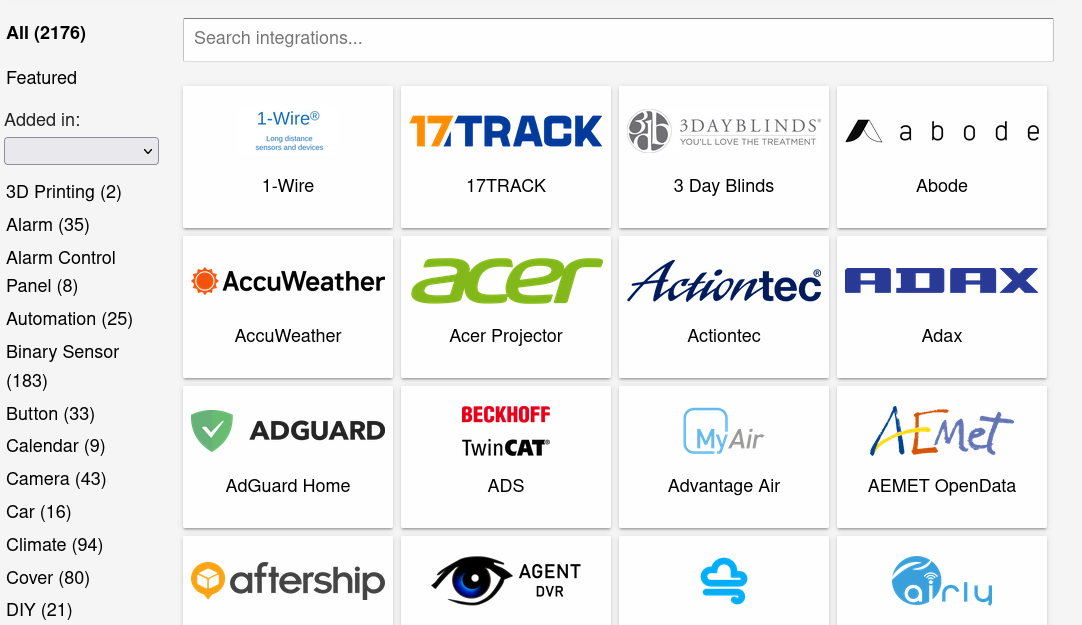 All (2176)
Featured
Added in:
3D Printing (2)
Alarm (35)
Alarm Control
Panel (8)
Automation (25)
Binary Sensor
(183)
Button (33)
Calendar (9)
Camera (43)
Car (16)
Climate (94)
Cover (80)
DIY (21)
Search integrations...
1-Wire®
Long distance
sensors and devices
1-Wire
17TRACK
17TRACK
3db
3DAYBLINDS®
YOU'LL LOVE THE TREATMENT
3 Day Blinds
abode
Abode
AccuWeather
AccuWeather
acer
Acer Projector
Actiontec®
Actiontec
ADAX
Adax
ADGUARD
AdGuard Home
BECKHOFF
TwinCAT®
ADS
MyAir
Advantage Air
AEMet
AEMET OpenData
aftership
AGENT
DVR
airly